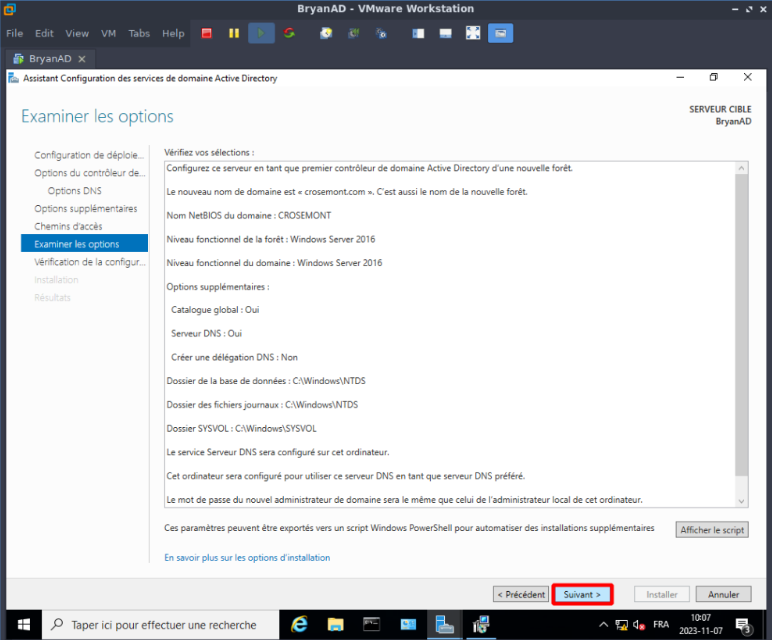 BryanAD - VMware Workstation
File Edit View VM Tabs Help
BryanAD
Assistant Configuration des services de domaine Active Directory
Examiner les options
SERVEUR CIBLE
BryanAD
Configuration de déploie...
Options du contrôleur de...
Options DNS
Options supplémentaires
Chemins d'accès
Examiner les options
Vérification de la configur...
Installation
Résultats
Vérifiez vos sélections :
Configurez ce serveur en tant que premier contrôleur de domaine Active Directory d'une nouvelle forêt.
Le nouveau nom de domaine est « crosemont.com ». C'est aussi le nom de la nouvelle forêt.
Nom NetBIOS du domaine : CROSEMONT
Niveau fonctionnel de la forêt : Windows Server 2016
Niveau fonctionnel du domaine : Windows Server 2016
Options supplémentaires :
Catalogue global : Oui
Serveur DNS : Oui
Créer une délégation DNS : Non
Dossier de la base de données : C:\Windows\NTDS
Dossier des fichiers journaux : C:\Windows\NTDS
Dossier SYSVOL : C:\Windows\SYSVOL
Le service Serveur DNS sera configuré sur cet ordinateur.
Cet ordinateur sera configuré pour utiliser ce serveur DNS en tant que serveur DNS préféré.
Le mot de passe du nouvel administrateur de domaine sera le même que celui de l'administrateur local de cet ordinateur.
Ces paramètres peuvent être exportés vers un script Windows PowerShell pour automatiser des installations supplémentaires
Afficher le script
En savoir plus sur les options d'installation
< Précédent Suivant > Installer Annuler
Taper ici pour effectuer une recherche
FRA
10:07
2023-11-07
3